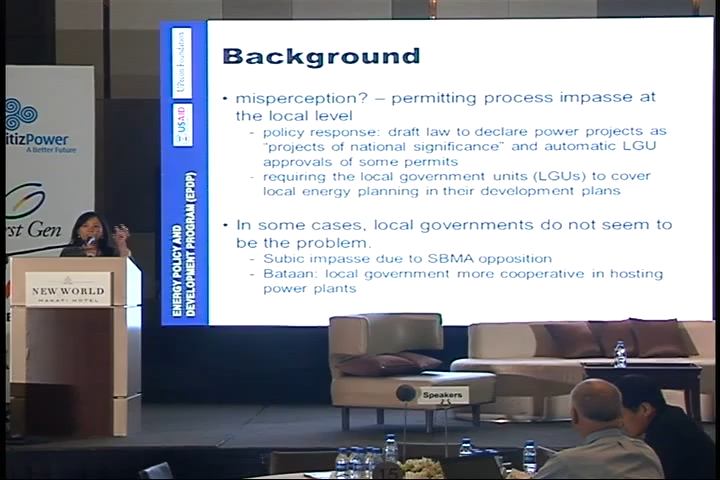 Background
• misperception? – permitting process impasse at
the local level
- policy response: draft law to declare power projects as
"projects of national significance" and automatic LGU
approvals of some permits
- requiring the local government units (LGUs) to cover
local energy planning in their development plans
• In some cases, local governments do not seem to
be the problem.
- Subic impasse due to SBMA opposition
- Bataan: local government more cooperative in hosting
power plants
USAID
ENERGY POLICY AND
DEVELOPMENT PROGRAM (EPDP)
itizPower
A Better Future
rst Gen
NEW WORLD
MAKATI HOTEL
Speakers
15